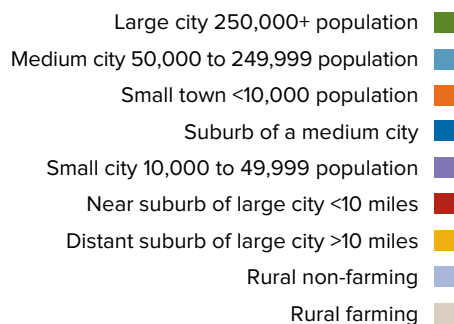 Large city 250,000+ population
Medium city 50,000 to 249,999 population
Small town <10,000 population
Suburb of a medium city
Small city 10,000 to 49,999 population
Near suburb of large city <10 miles
Distant suburb of large city >10 miles
Rural non-farming
Rural farming